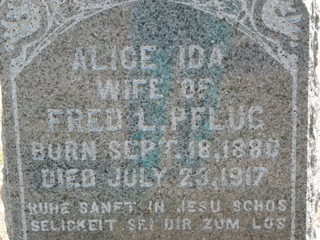 ALICE IDA
WIFE OF
FRED L. PFLUG
BORN SEPT. 18, 1880
DIED JULY 23, 1917
RUHE SANFT IN JESU SCHOS
SELICKEIT SEI DIR ZUM LOS